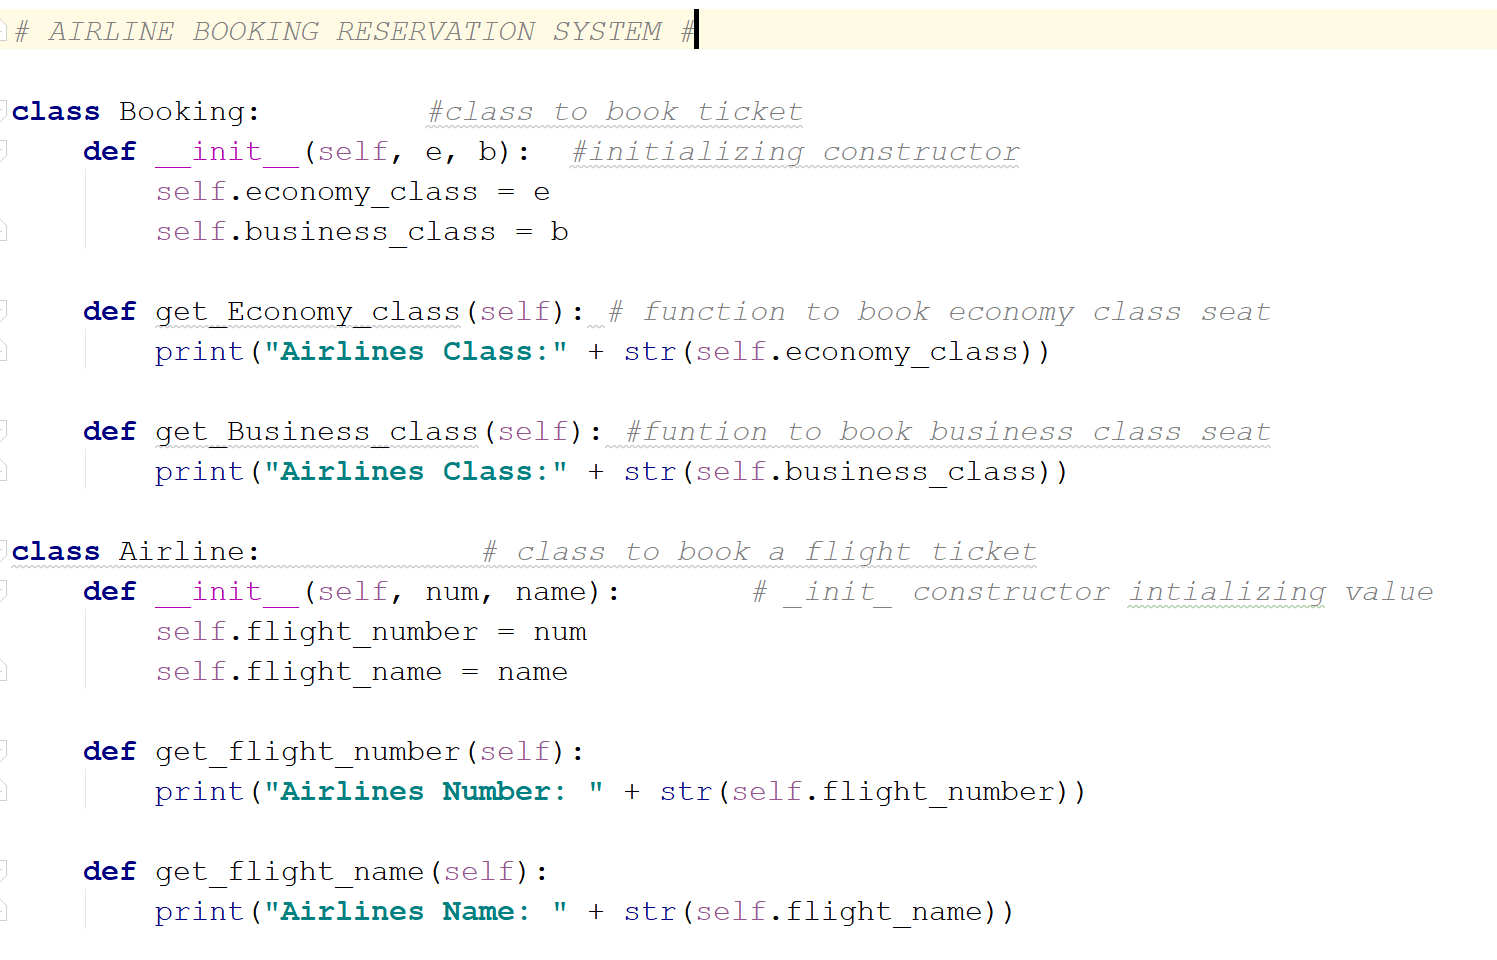 # AIRLINE BOOKING RESERVATION SYSTEM #
class Booking:         #class to book ticket
    def __init__(self, e, b):  #initializing constructor
        self.economy_class = e
        self.business_class = b
    def get_Economy_class(self): # function to book economy class seat
        print("Airlines Class:" + str(self.economy_class))
    def get_Business_class(self): #funtion to book business class seat
        print("Airlines Class:" + str(self.business_class))
class Airline:            # class to book a flight ticket
    def __init__(self, num, name):       # _init_ constructor intializing value
        self.flight_number = num
        self.flight_name = name
    def get_flight_number(self):
        print("Airlines Number: " + str(self.flight_number))
    def get_flight_name(self):
        print("Airlines Name: " + str(self.flight_name))